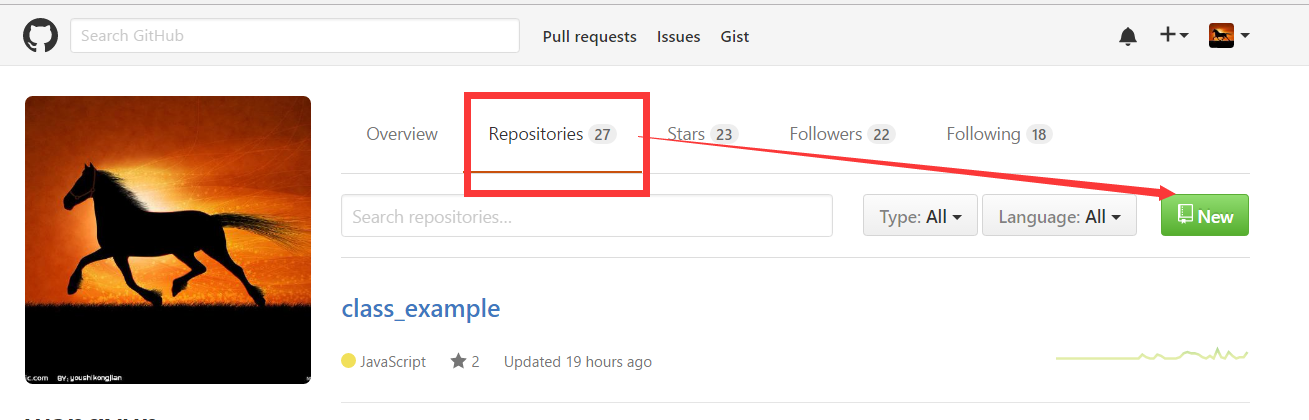 Search GitHub Pull requests Issues Gist
Overview Repositories 27 Stars 23 Followers 22 Following 18
Search repositories... Type: All Language: All New
class_example
JavaScript 2 Updated 19 hours ago
ic.com BY: youshikongjian